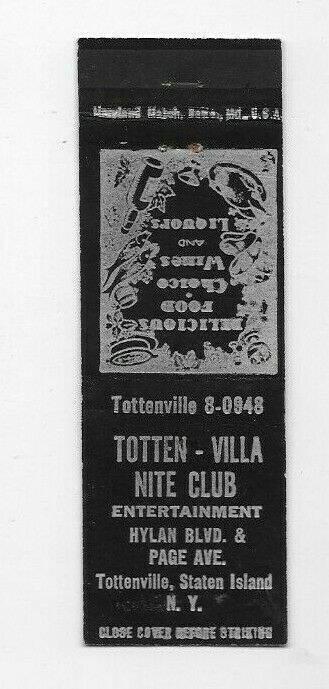 Maryland Match, Balto, Md., U.S.A.
DELICIOUS
FOOD
Choice
Wines
AND
Liquors
Tottenville 8-0948
TOTTEN - VILLA
NITE CLUB
ENTERTAINMENT
HYLAN BLVD. &
PAGE AVE.
Tottenville, Staten Island
N. Y.
CLOSE COVER BEFORE STRIKING